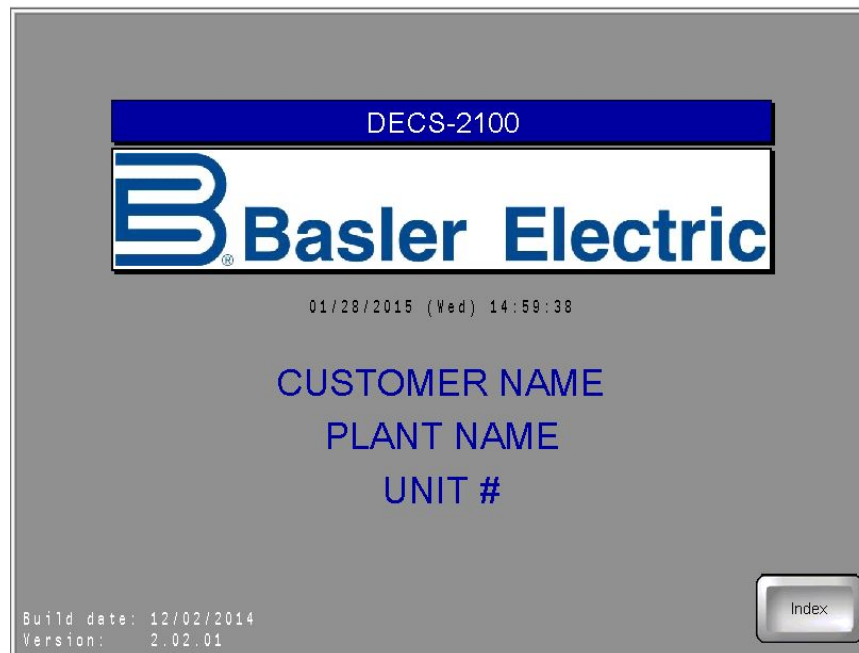 DECS-2100
Basler Electric
01/28/2015 (Wed) 14:59:38
CUSTOMER NAME
PLANT NAME
UNIT #
Index
Build date: 12/02/2014
Version: 2.02.01